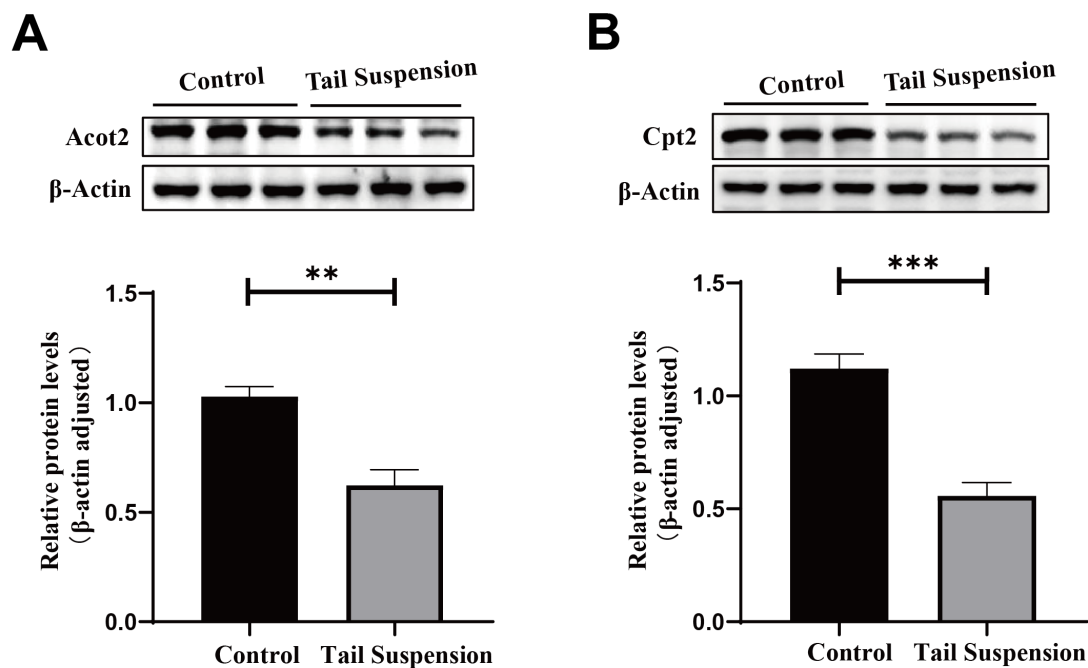 A
Control Tail Suspension
Acot2
β-Actin
**
1.5
1.0
0.5
0.0
Relative protein levels
(β-actin adjusted)
Control Tail Suspension
B
Control Tail Suspension
Cpt2
β-Actin
***
1.5
1.0
0.5
0.0
Relative protein levels
(β-actin adjusted)
Control Tail Suspension